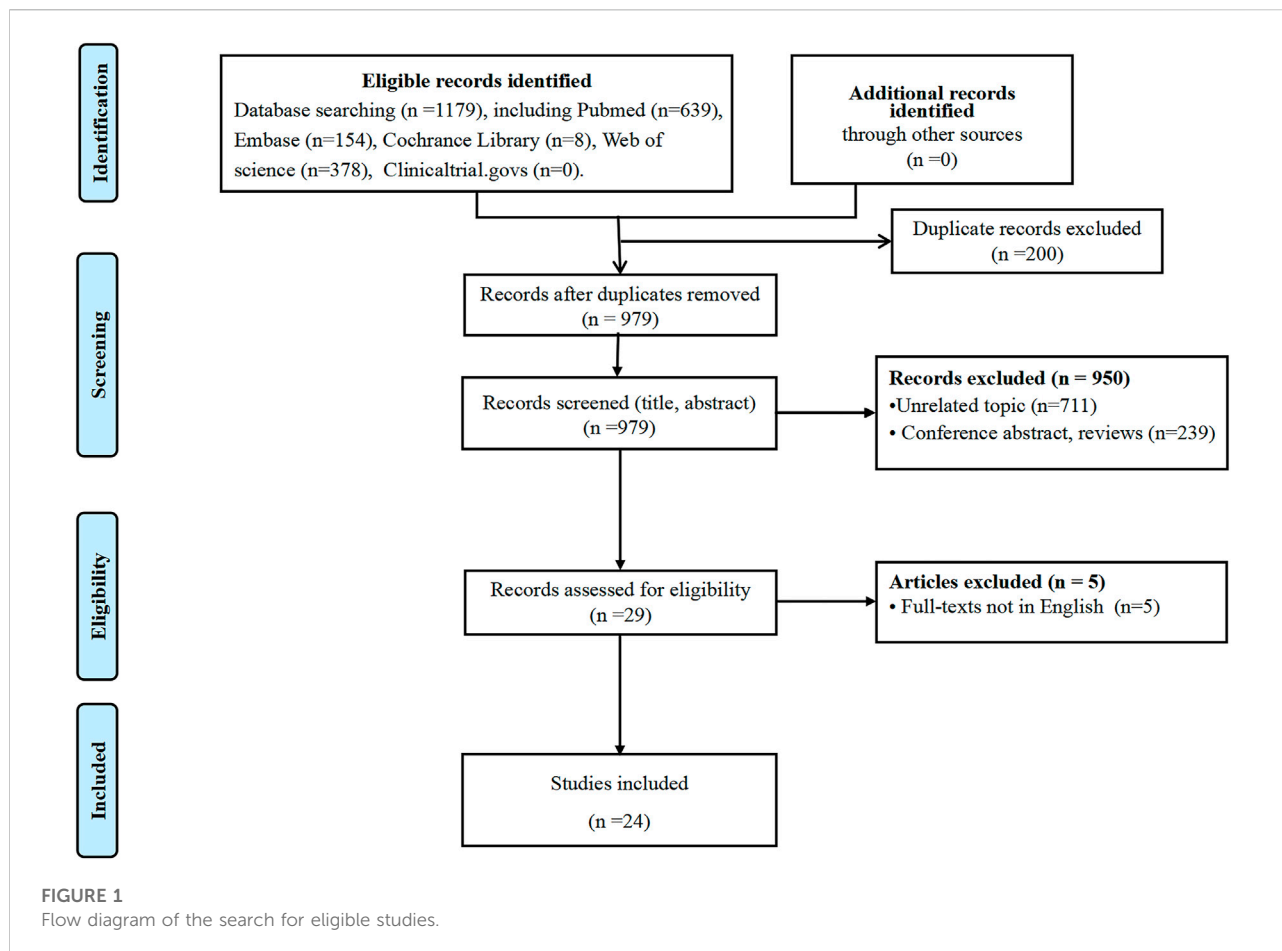 Identification
Eligible records identified
Database searching (n =1179), including Pubmed (n=639),
Embase (n=154), Cochrance Library (n=8), Web of
science (n=378), Clinicaltrial.govs (n=0).
Additional records
identified
through other sources
(n =0)
Duplicate records excluded
(n =200)
Screening
Records after duplicates removed
(n = 979)
Records screened (title, abstract)
(n =979)
Records excluded (n = 950)
•Unrelated topic (n=711)
• Conference abstract, reviews (n=239)
Eligibility
Records assessed for eligibility
(n =29)
Articles excluded (n = 5)
• Full-texts not in English (n=5)
Included
Studies included
(n =24)
FIGURE 1
Flow diagram of the search for eligible studies.